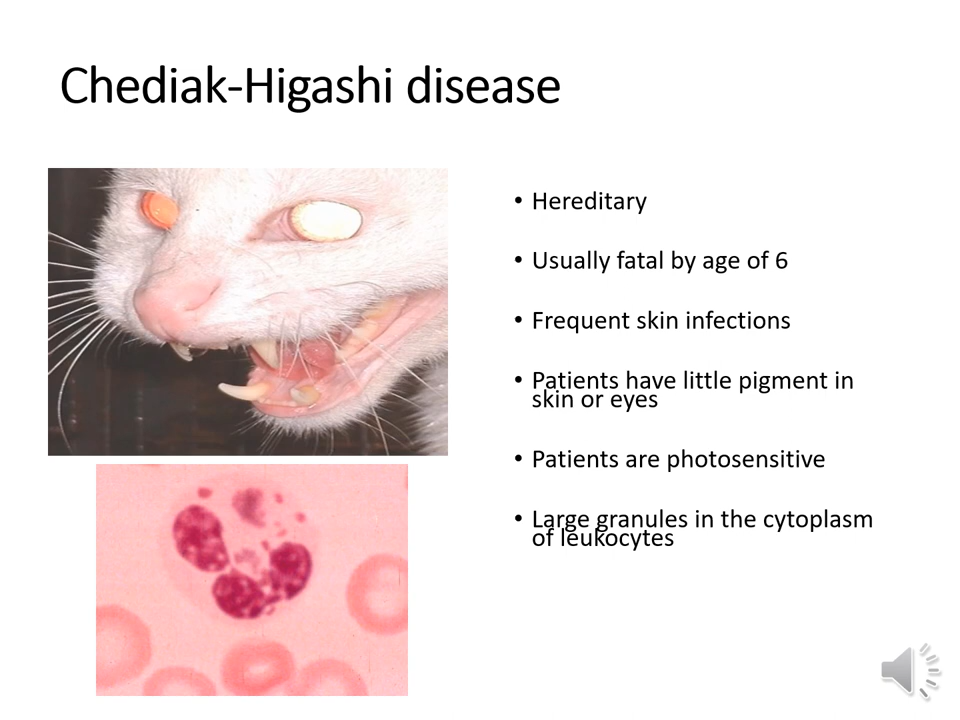 Chediak-Higashi disease
• Hereditary
• Usually fatal by age of 6
• Frequent skin infections
• Patients have little pigment in
skin or eyes
• Patients are photosensitive
• Large granules in the cytoplasm
of leukocytes